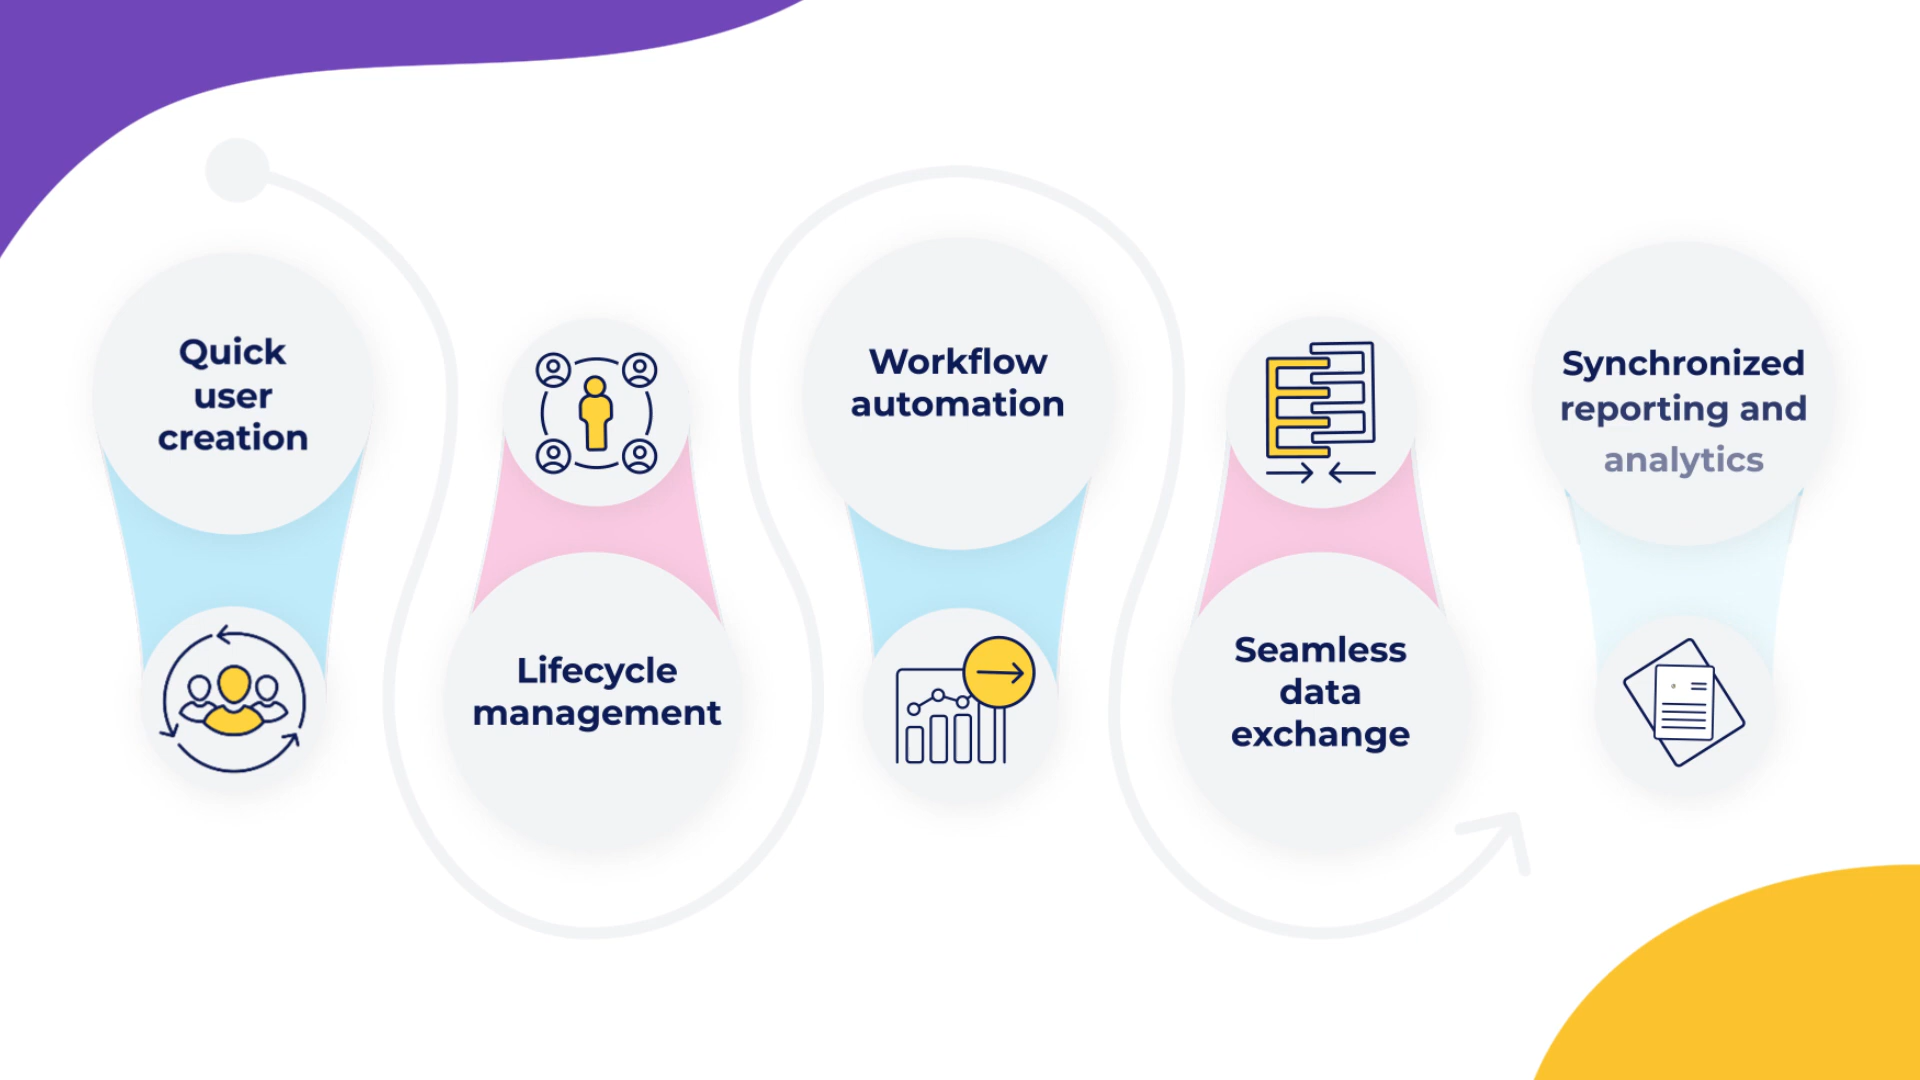 Quick
user
creation
Lifecycle
management
Workflow
automation
Seamless
data
exchange
Synchronized
reporting and
analytics